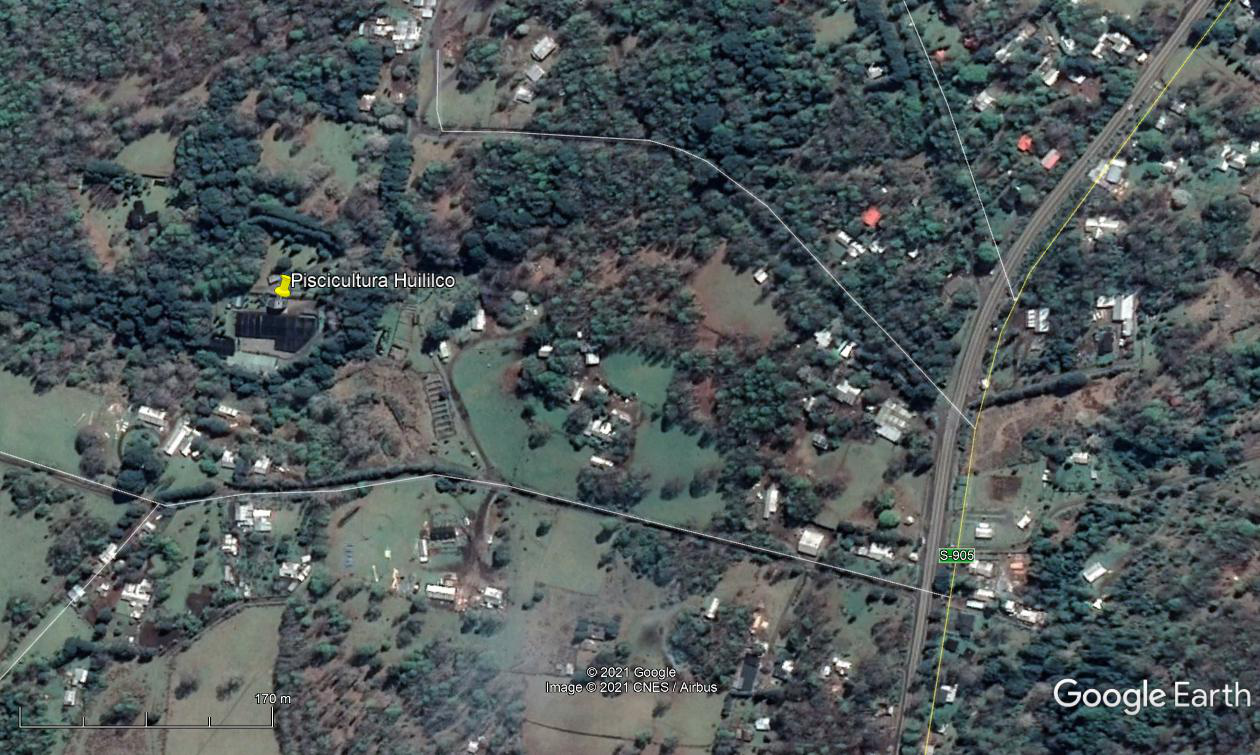 Piscicultura Huililco
S-905
© 2021 Google
Image © 2021 CNES / Airbus
170 m
Google Earth